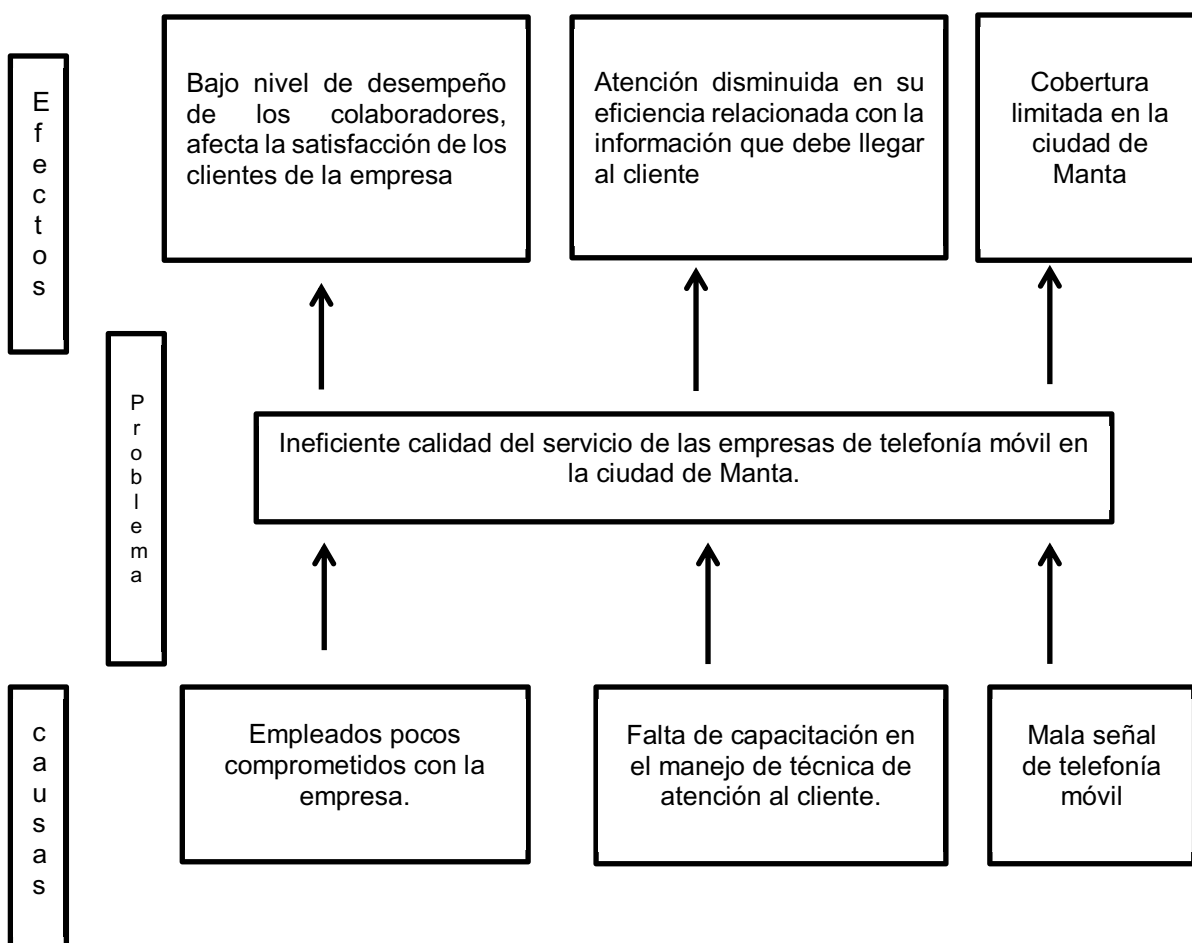 Efectos
Bajo nivel de desempeño
de los colaboradores,
afecta la satisfacción de los
clientes de la empresa
Atención disminuida en su
eficiencia relacionada con la
información que debe llegar
al cliente
Cobertura
limitada en la
ciudad de
Manta
Problema
Ineficiente calidad del servicio de las empresas de telefonía móvil en
la ciudad de Manta.
causas
Empleados pocos
comprometidos con la
empresa.
Falta de capacitación en
el manejo de técnica de
atención al cliente.
Mala señal
de telefonía
móvil